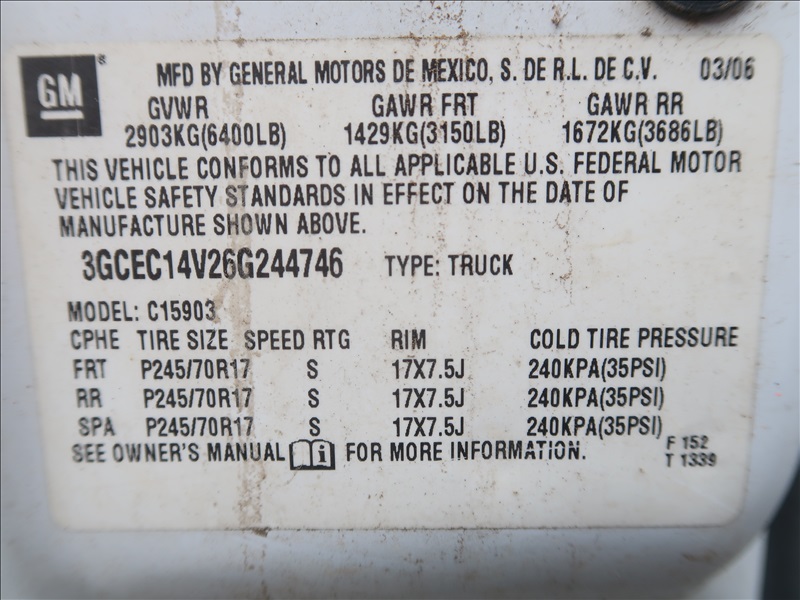 GM® MFD BY GENERAL MOTORS DE MEXICO, S. DE R.L. DE C.V. 03/06
GVWR GAWR FRT GAWR RR
2903KG(6400LB) 1429KG(3150LB) 1672KG(3686LB)
THIS VEHICLE CONFORMS TO ALL APPLICABLE U.S. FEDERAL MOTOR
VEHICLE SAFETY STANDARDS IN EFFECT ON THE DATE OF
MANUFACTURE SHOWN ABOVE.
3GCEC14V26G244746 TYPE: TRUCK
MODEL: C15903
CPHE TIRE SIZE SPEED RTG RIM COLD TIRE PRESSURE
FRT P245/70R17 S 17X7.5J 240KPA(35PSI)
RR P245/70R17 S 17X7.5J 240KPA(35PSI)
SPA P245/70R17 S 17X7.5J 240KPA(35PSI)
SEE OWNER'S MANUAL i FOR MORE INFORMATION.
F 152
T 1339